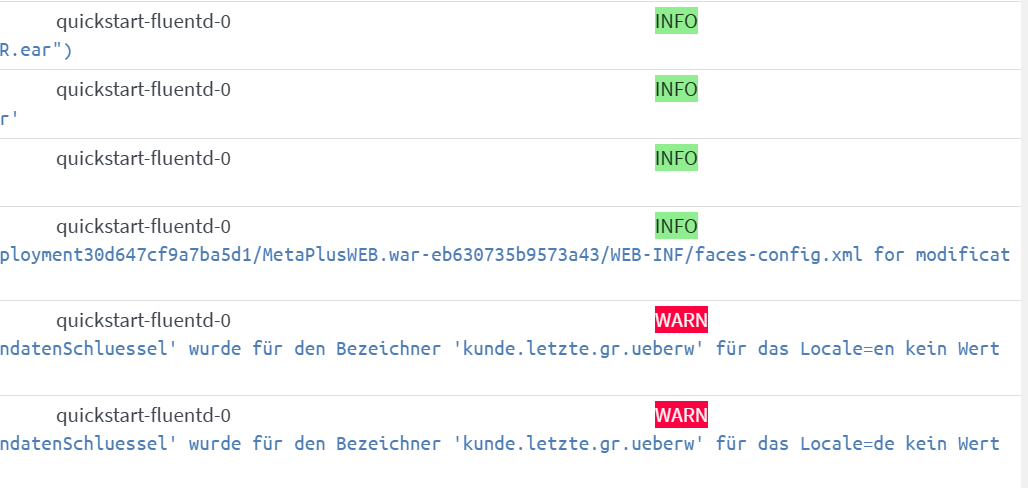 quickstart-fluentd-0 INFO
R.ear")
quickstart-fluentd-0 INFO
r'
quickstart-fluentd-0 INFO
quickstart-fluentd-0 INFO
ployment30d647cf9a7ba5d1/MetaPlusWEB.war-eb630735b9573a43/WEB-INF/faces-config.xml for modificat
quickstart-fluentd-0 WARN
ndatenSchluessel' wurde für den Bezeichner 'kunde.letzte.gr.ueberw' für das Locale=en kein Wert
quickstart-fluentd-0 WARN
ndatenSchluessel' wurde für den Bezeichner 'kunde.letzte.gr.ueberw' für das Locale=de kein Wert